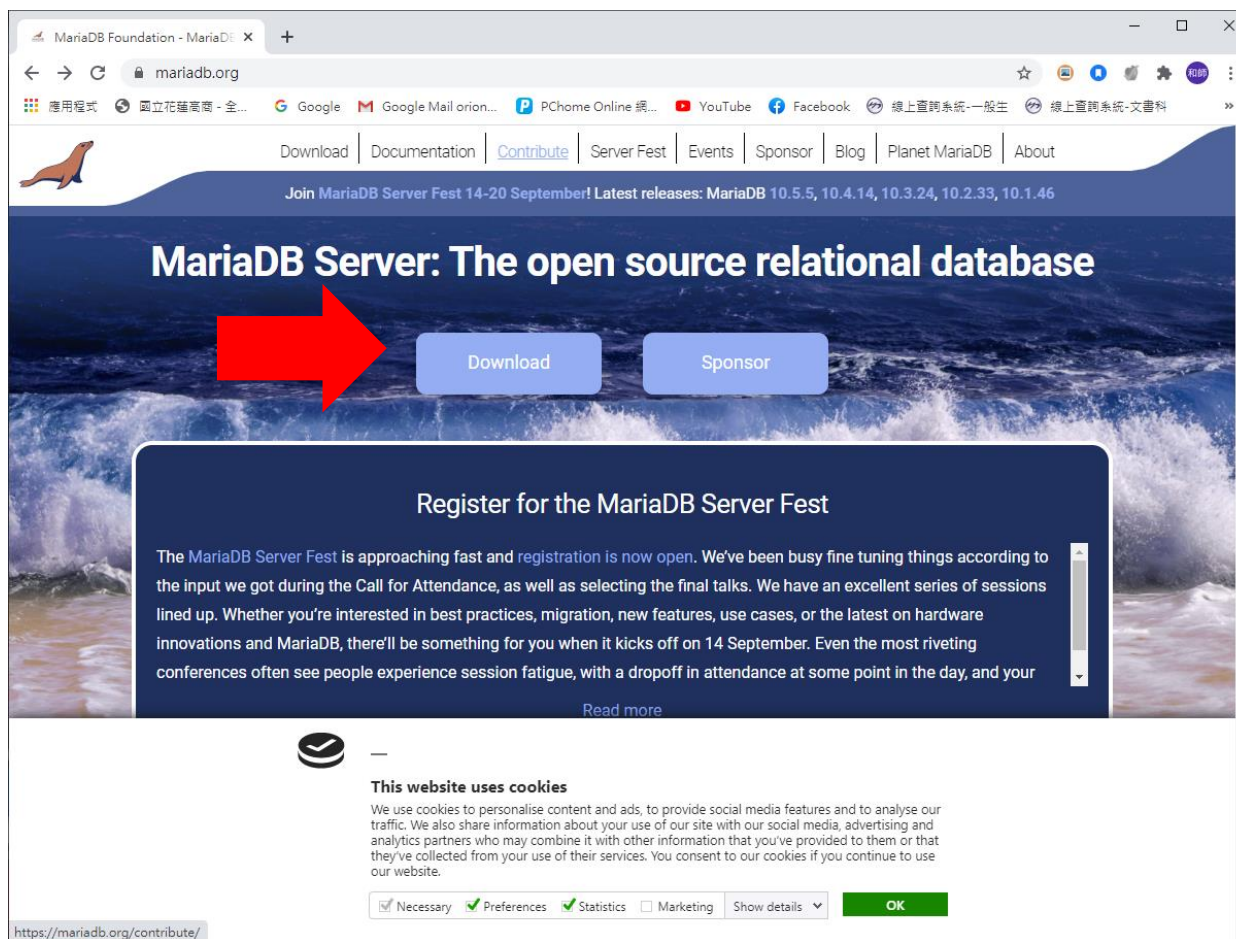 MariaDB Foundation - MariaDB
mariadb.org
和師
應用程式 國立花蓮高商 - 全... Google Google Mail orion... PChome Online 網... YouTube Facebook 線上查詢系統-一般生 線上查詢系統-文書科 »
Download Documentation Contribute Server Fest Events Sponsor Blog Planet MariaDB About
Join MariaDB Server Fest 14-20 September! Latest releases: MariaDB 10.5.5, 10.4.14, 10.3.24, 10.2.33, 10.1.46
MariaDB Server: The open source relational database
Download Sponsor
Register for the MariaDB Server Fest
The MariaDB Server Fest is approaching fast and registration is now open. We've been busy fine tuning things according to
the input we got during the Call for Attendance, as well as selecting the final talks. We have an excellent series of sessions
lined up. Whether you're interested in best practices, migration, new features, use cases, or the latest on hardware
innovations and MariaDB, there'll be something for you when it kicks off on 14 September. Even the most riveting
conferences often see people experience session fatigue, with a dropoff in attendance at some point in the day, and your
Read more
This website uses cookies
We use cookies to personalise content and ads, to provide social media features and to analyse our
traffic. We also share information about your use of our site with our social media, advertising and
analytics partners who may combine it with other information that you've provided to them or that
they've collected from your use of their services. You consent to our cookies if you continue to use
our website.
Necessary Preferences Statistics Marketing Show details OK
https://mariadb.org/contribute/